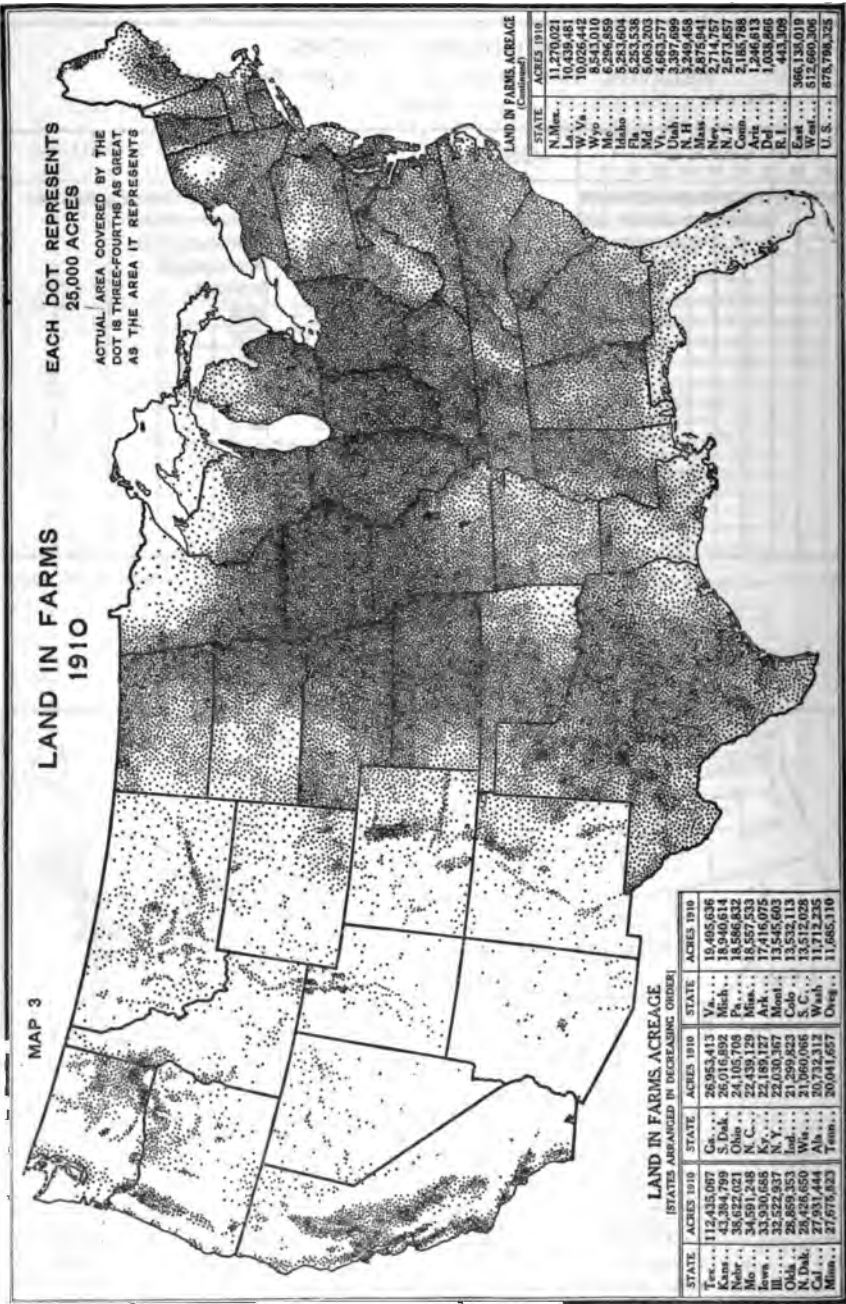 MAP 3
LAND IN FARMS
1910
EACH DOT REPRESENTS
25,000 ACRES
ACTUAL AREA COVERED BY THE
DOT IS THREE-FOURTHS AS GREAT
AS THE AREA IT REPRESENTS
LAND IN FARMS, ACREAGE
[STATES ARRANGED IN DECREASING ORDER]
STATE ACRES 1910 STATE ACRES 1910 STATE ACRES 1910
Tex... 112,435,067 Ga.... 26,953,413 Va.... 19,495,636
Kans.. 43,384,799 S. Dak. 26,016,892 Mich... 18,940,614
Nebr.. 38,622,021 Ohio... 24,105,708 Pa.... 18,586,832
Mo... 34,591,248 N. C... 22,439,129 Miss... 18,557,533
Iowa... 33,930,688 Ky.... 22,189,127 Ark... 17,416,075
Ill.... 32,522,937 N. Y... 22,030,367 Mont.. 13,545,603
Okla... 28,859,353 Ind.... 21,299,823 Colo... 13,532,113
N. Dak. 28,426,650 Wis... 21,060,066 S. C... 13,512,028
Cal... 27,931,444 Ala... 20,732,312 Wash.. 11,712,235
Minn.. 27,675,823 Tenn... 20,041,657 Oreg... 11,685,110
LAND IN FARMS, ACREAGE
(Continued)
STATE ACRES 1910
N.Mex... 11,270,021
La..... 10,439,481
W. Va... 10,026,442
Wyo.... 8,543,010
Me..... 6,296,859
Idaho... 5,283,604
Fla..... 5,253,538
Md..... 5,063,203
Vt..... 4,663,577
Utah.... 3,397,699
N. H.... 3,249,458
Mass.... 2,875,941
Nev.... 2,714,757
N. J.... 2,573,857
Conn... 2,185,788
Ariz.... 1,246,613
Del.... 1,038,866
R. I.... 443,308
East.... 366,138,019
West.... 512,660,306
U. S.... 878,798,325